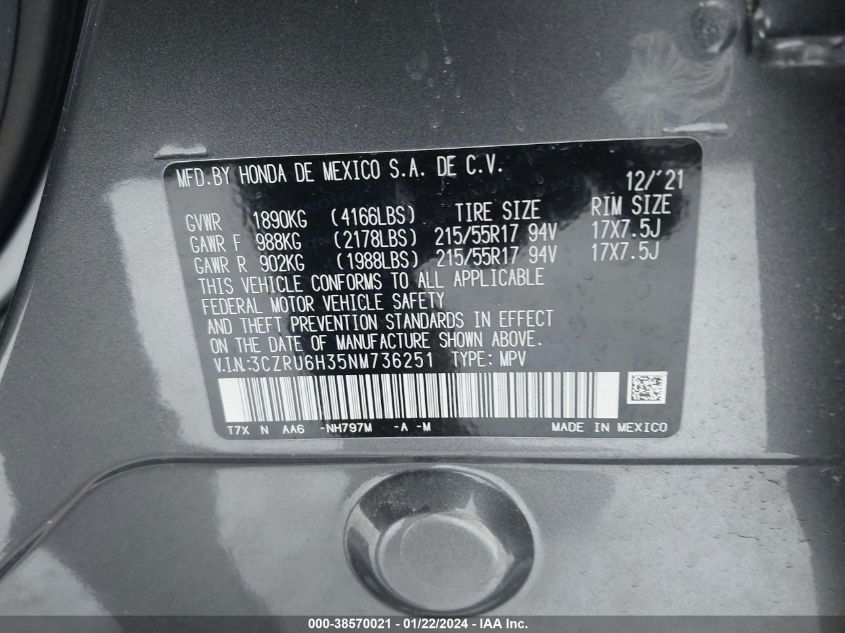 MFD.BY HONDA DE MEXICO S.A. DE C.V.
12/'21
GVWR 1890KG (4166LBS) TIRE SIZE RIM SIZE
GAWR F 988KG (2178LBS) 215/55R17 94V 17X7.5J
GAWR R 902KG (1988LBS) 215/55R17 94V 17X7.5J
THIS VEHICLE CONFORMS TO ALL APPLICABLE
FEDERAL MOTOR VEHICLE SAFETY
AND THEFT PREVENTION STANDARDS IN EFFECT
ON THE DATE OF MANUFACTURE SHOWN ABOVE.
V.I.N:3CZRU6H35NM736251 TYPE: MPV
T7X N AA6 -NH797M -A -M MADE IN MEXICO
000-38570021 - 01/22/2024 - IAA Inc.